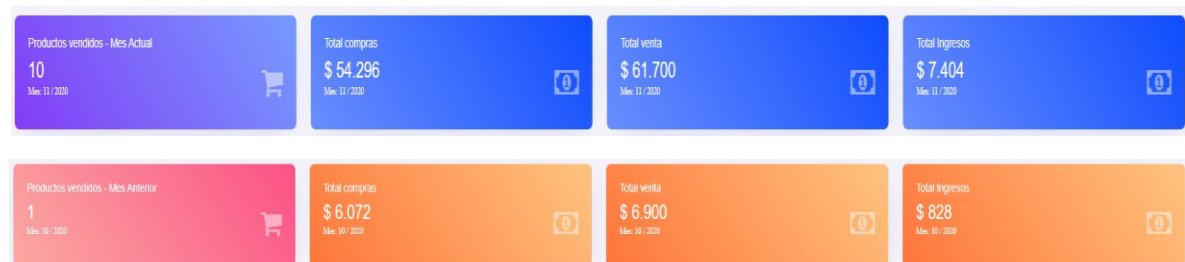 Productos vendidos - Mes Actual
10
Mes: 11 / 2020
Total compras
$ 54.296
Mes: 11 / 2020
Total venta
$ 61.700
Mes: 11 / 2020
Total Ingresos
$ 7.404
Mes: 11 / 2020
Productos vendidos - Mes Anterior
1
Mes: 10 / 2020
Total compras
$ 6.072
Mes: 10 / 2020
Total venta
$ 6.900
Mes: 10 / 2020
Total Ingresos
$ 828
Mes: 10 / 2020